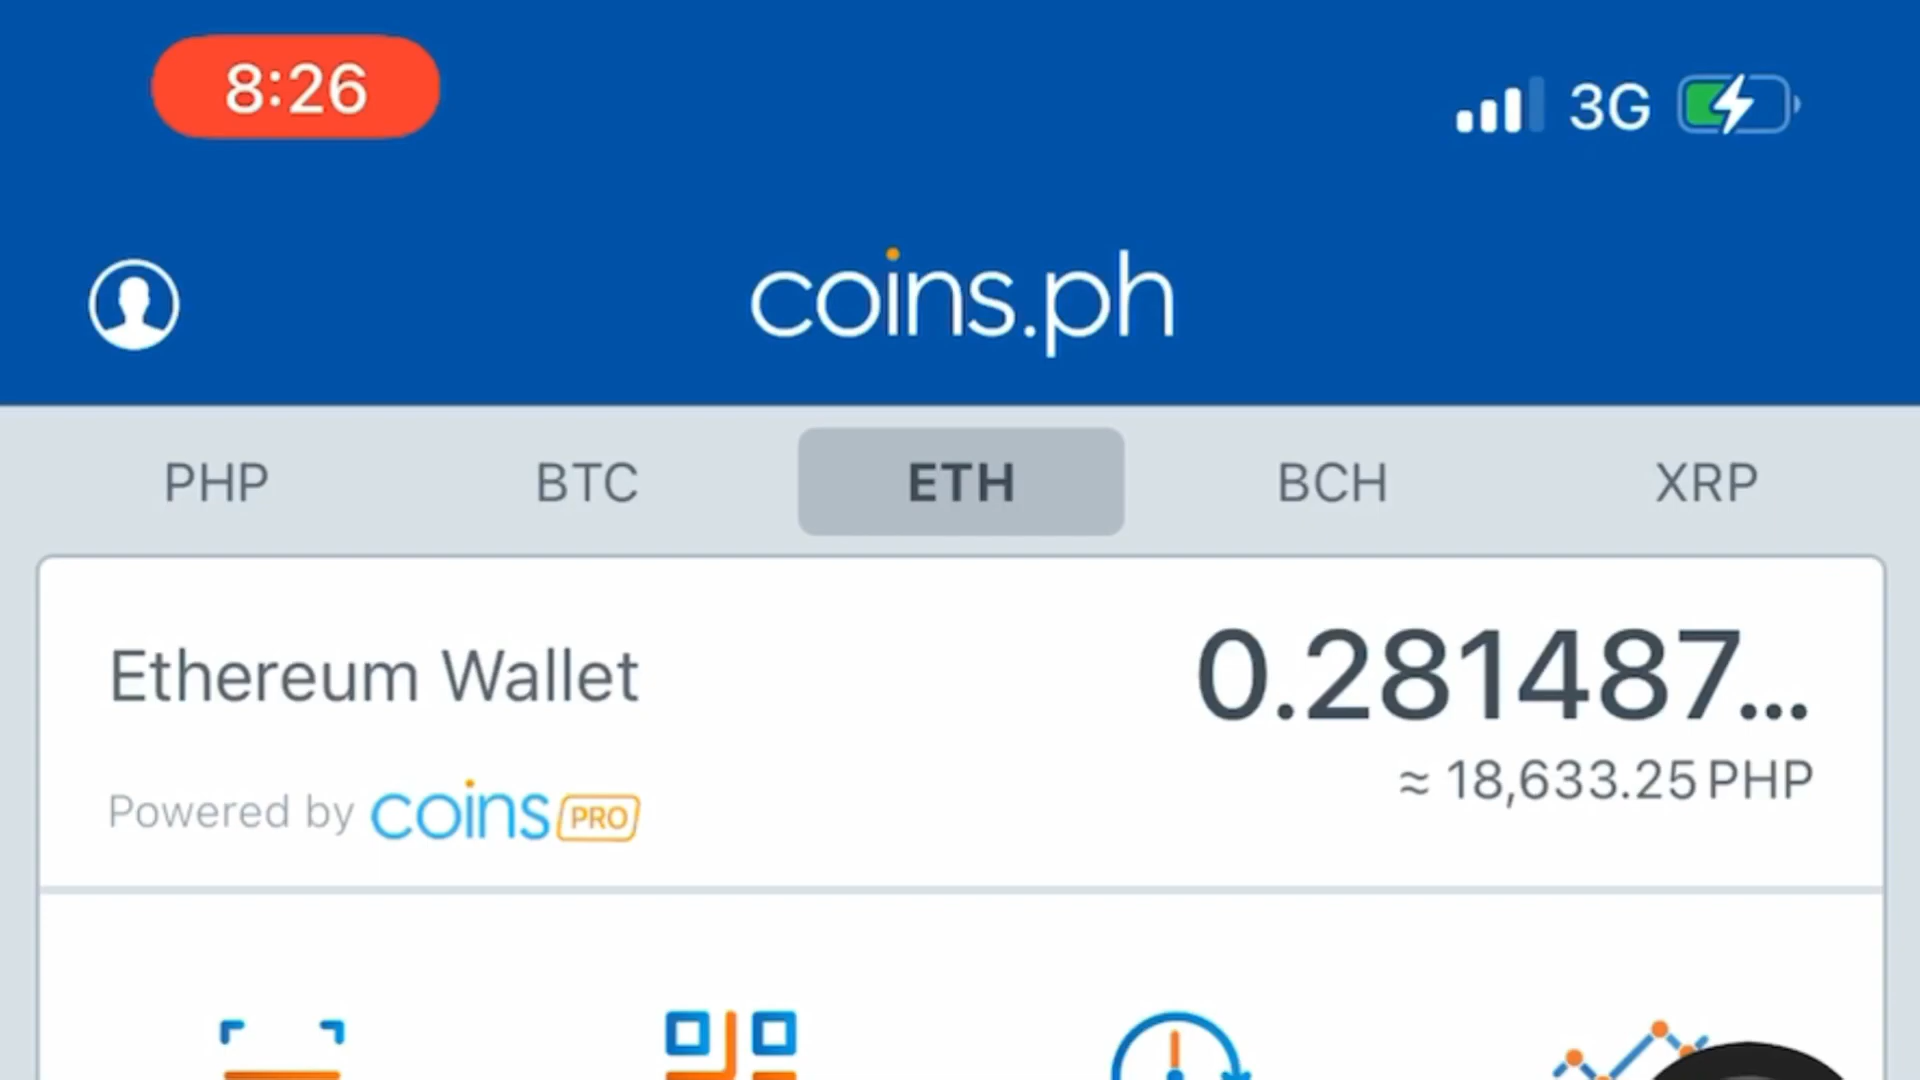 8:26
3G
coins.ph
PHP BTC ETH BCH XRP
Ethereum Wallet
0.281487...
≈ 18,633.25 PHP
Powered by coins PRO